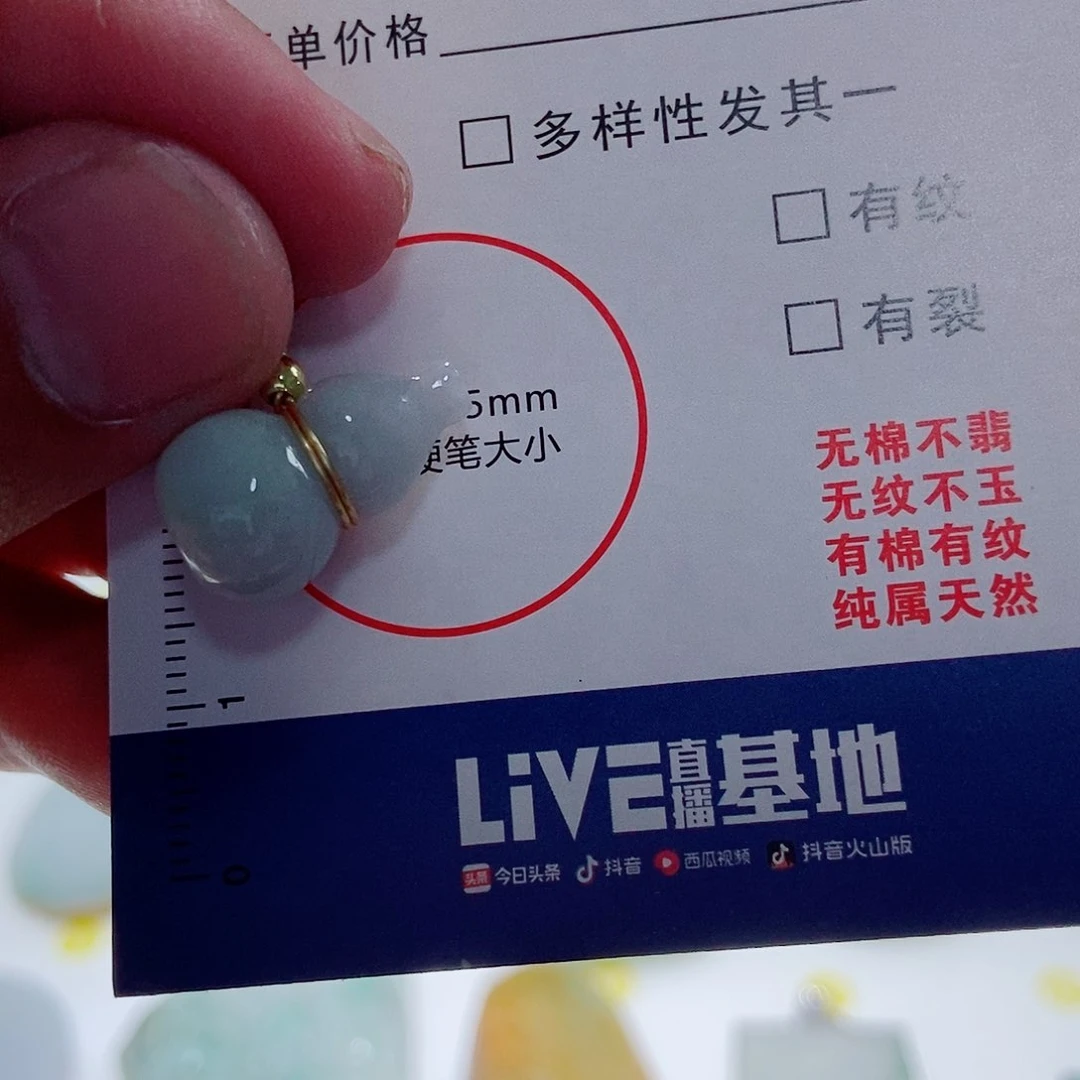 单价格
多样性发其一
有纹
有裂
5mm
硬笔大小
无棉不翡
无纹不玉
有棉有纹
纯属天然
1
0
LiVE直播基地
头条 今日头条 抖音 西瓜视频 抖音火山版